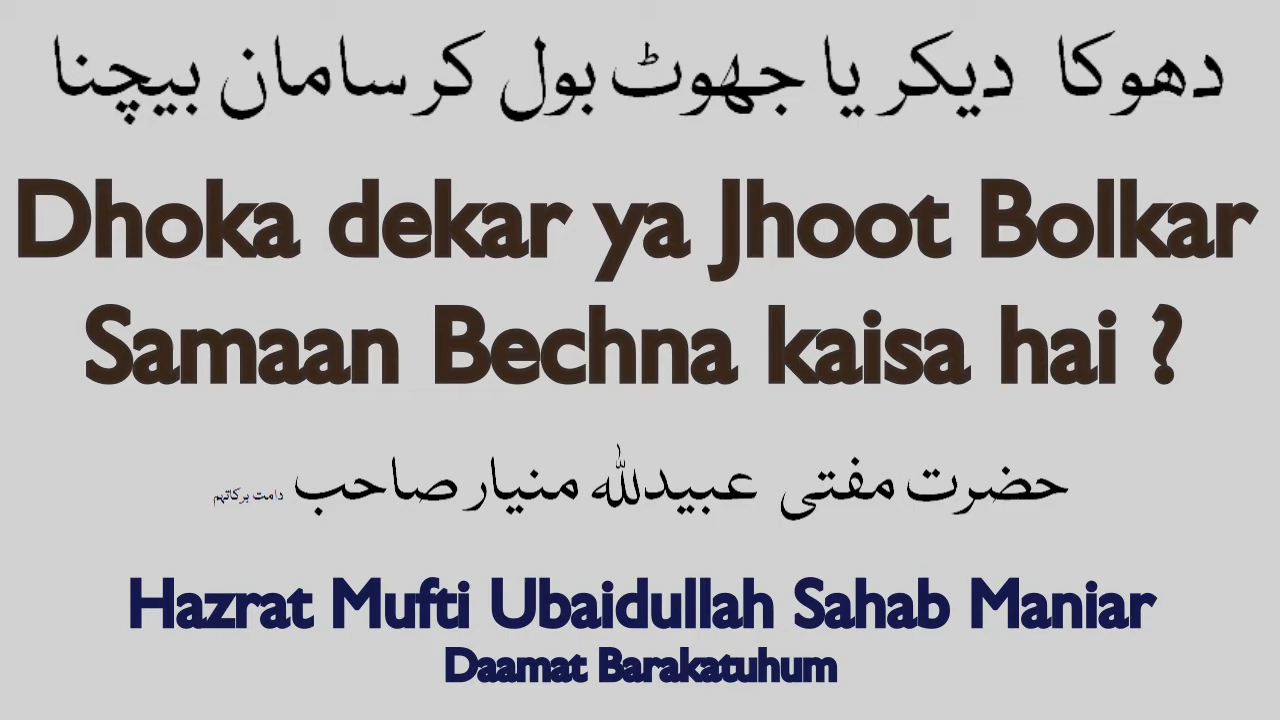 دھوکا دیکر یا جھوٹ بول کر سامان بیچنا
Dhoka dekar ya Jhoot Bolkar
Samaan Bechna kaisa hai ?
حضرت مفتی عبیدللہ منیار صاحب دامت برکاتہم
Hazrat Mufti Ubaidullah Sahab Maniar
Daamat Barakatuhum